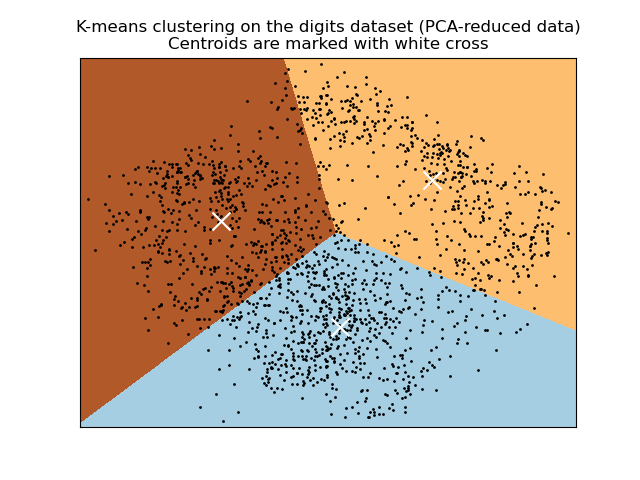 K-means clustering on the digits dataset (PCA-reduced data)
Centroids are marked with white cross